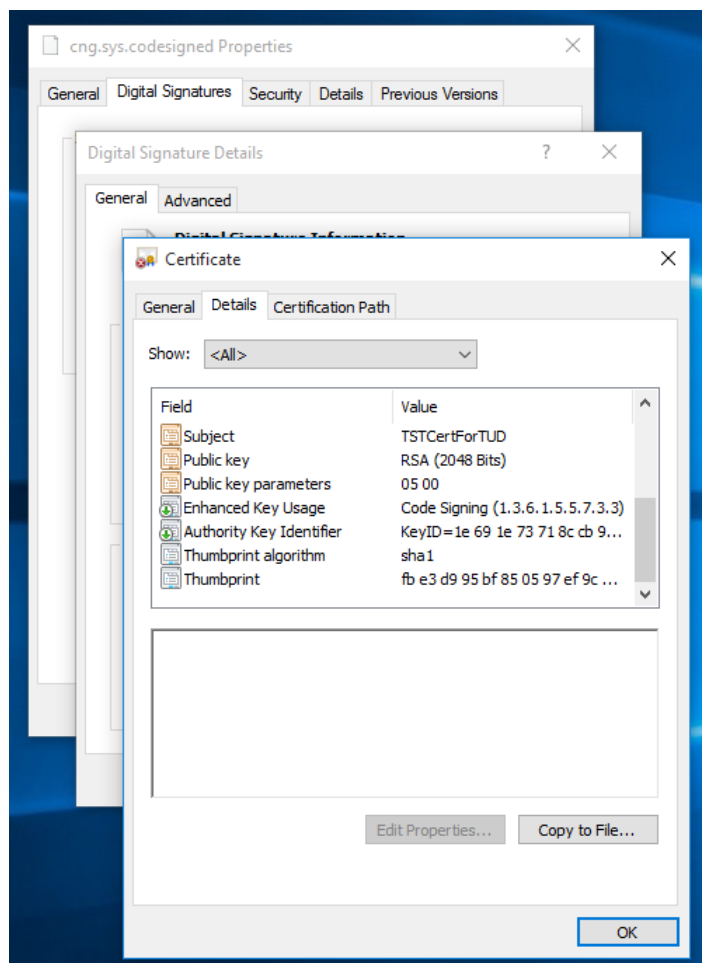 cng.sys.codesigned Properties
General Digital Signatures Security Details Previous Versions
Digital Signature Details ?
General Advanced
Digital Signature Information
Certificate
General Details Certification Path
Show: <All>
Field Value
Subject TSTCertForTUD
Public key RSA (2048 Bits)
Public key parameters 05 00
Enhanced Key Usage Code Signing (1.3.6.1.5.5.7.3.3)
Authority Key Identifier KeyID=1e 69 1e 73 71 8c cb 9...
Thumbprint algorithm sha1
Thumbprint fb e3 d9 95 bf 85 05 97 ef 9c ...
Edit Properties... Copy to File...
OK